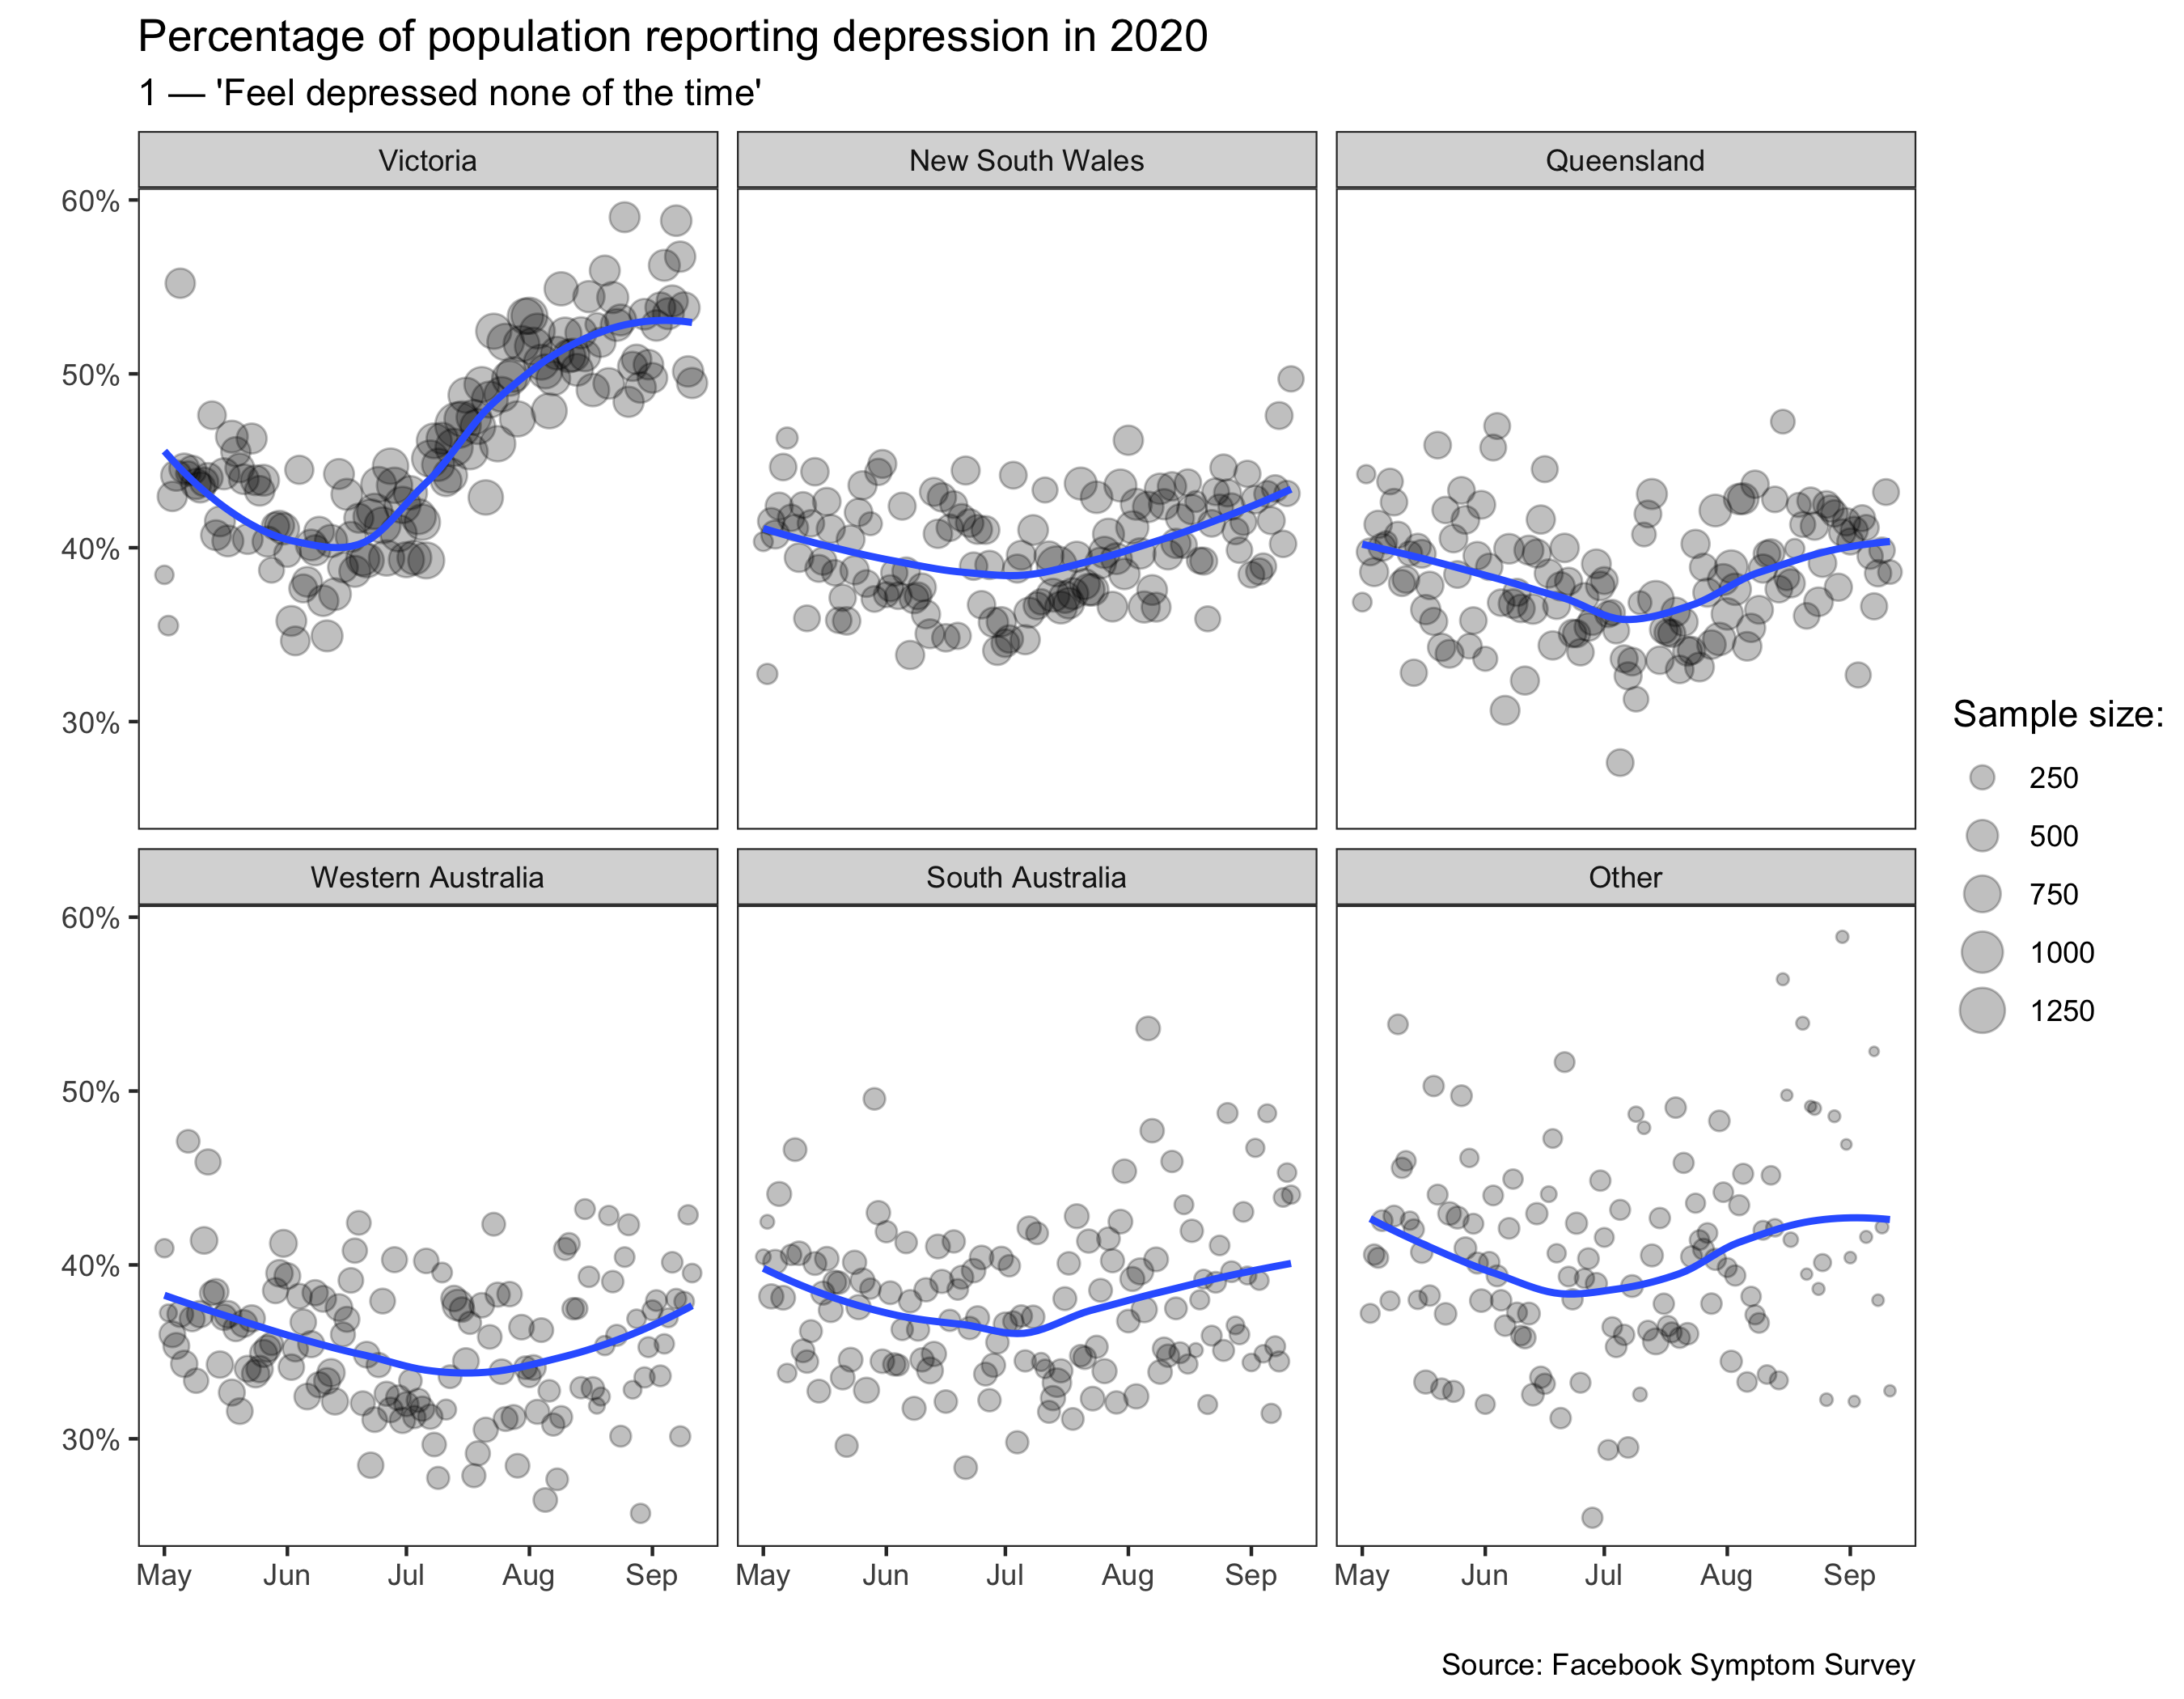 Percentage of population reporting depression in 2020
1 — 'Feel depressed none of the time'
Victoria
New South Wales
Queensland
60%
50%
40%
30%
Western Australia
South Australia
Other
60%
50%
40%
30%
May Jun Jul Aug Sep
May Jun Jul Aug Sep
May Jun Jul Aug Sep
Sample size:
250
500
750
1000
1250
Source: Facebook Symptom Survey